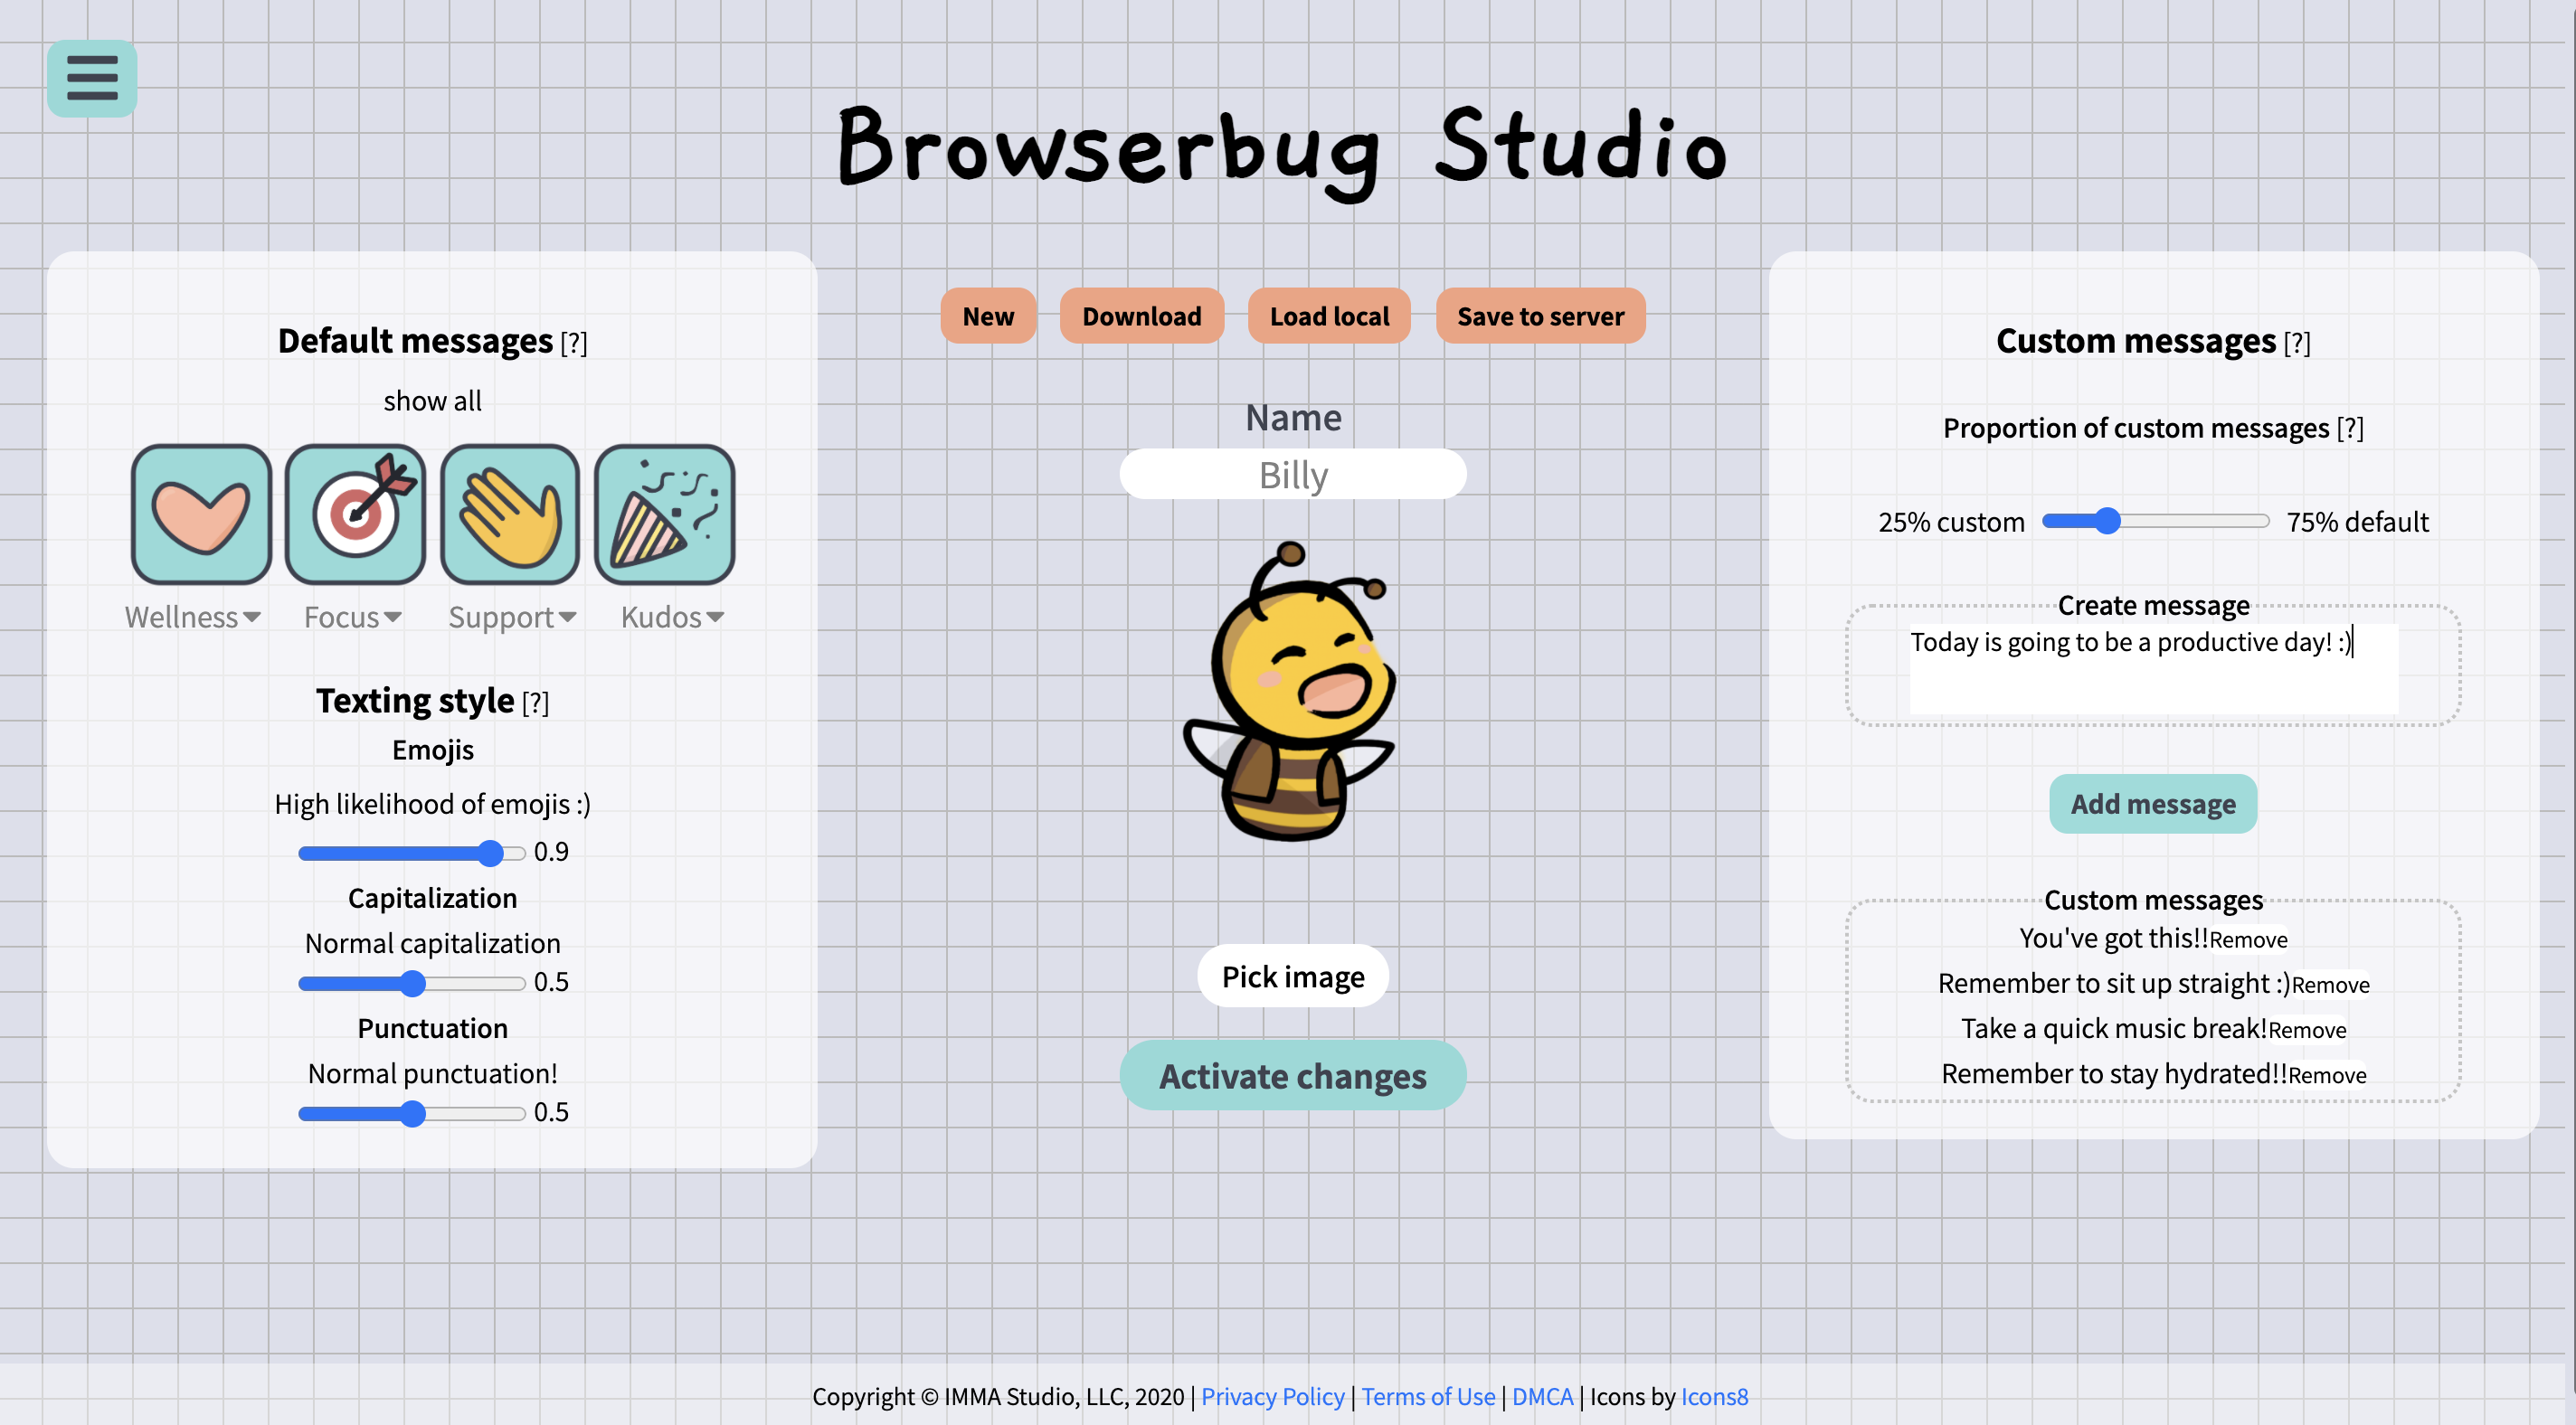 Browserbug Studio
Default messages [?]
show all
Wellness
Focus
Support
Kudos
Texting style [?]
Emojis
High likelihood of emojis :)
0.9
Capitalization
Normal capitalization
0.5
Punctuation
Normal punctuation!
0.5
New
Download
Load local
Save to server
Name
Billy
Pick image
Activate changes
Custom messages [?]
Proportion of custom messages [?]
25% custom
75% default
Create message
Today is going to be a productive day! :)
Add message
Custom messages
You've got this!!Remove
Remember to sit up straight :)Remove
Take a quick music break!Remove
Remember to stay hydrated!!Remove
Copyright © IMMA Studio, LLC, 2020 | Privacy Policy | Terms of Use | DMCA | Icons by Icons8